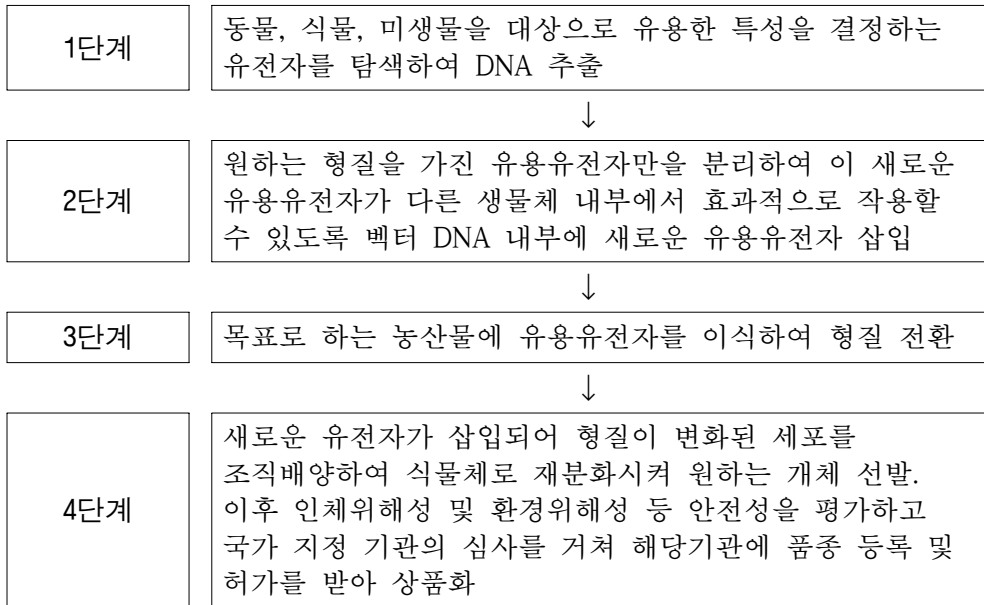 1단계
동물, 식물, 미생물을 대상으로 유용한 특성을 결정하는
유전자를 탐색하여 DNA 추출
↓
2단계
원하는 형질을 가진 유용유전자만을 분리하여 이 새로운
유용유전자가 다른 생물체 내부에서 효과적으로 작용할
수 있도록 벡터 DNA 내부에 새로운 유용유전자 삽입
↓
3단계
목표로 하는 농산물에 유용유전자를 이식하여 형질 전환
↓
4단계
새로운 유전자가 삽입되어 형질이 변화된 세포를
조직배양하여 식물체로 재분화시켜 원하는 개체 선발.
이후 인체위해성 및 환경위해성 등 안전성을 평가하고
국가 지정 기관의 심사를 거쳐 해당기관에 품종 등록 및
허가를 받아 상품화